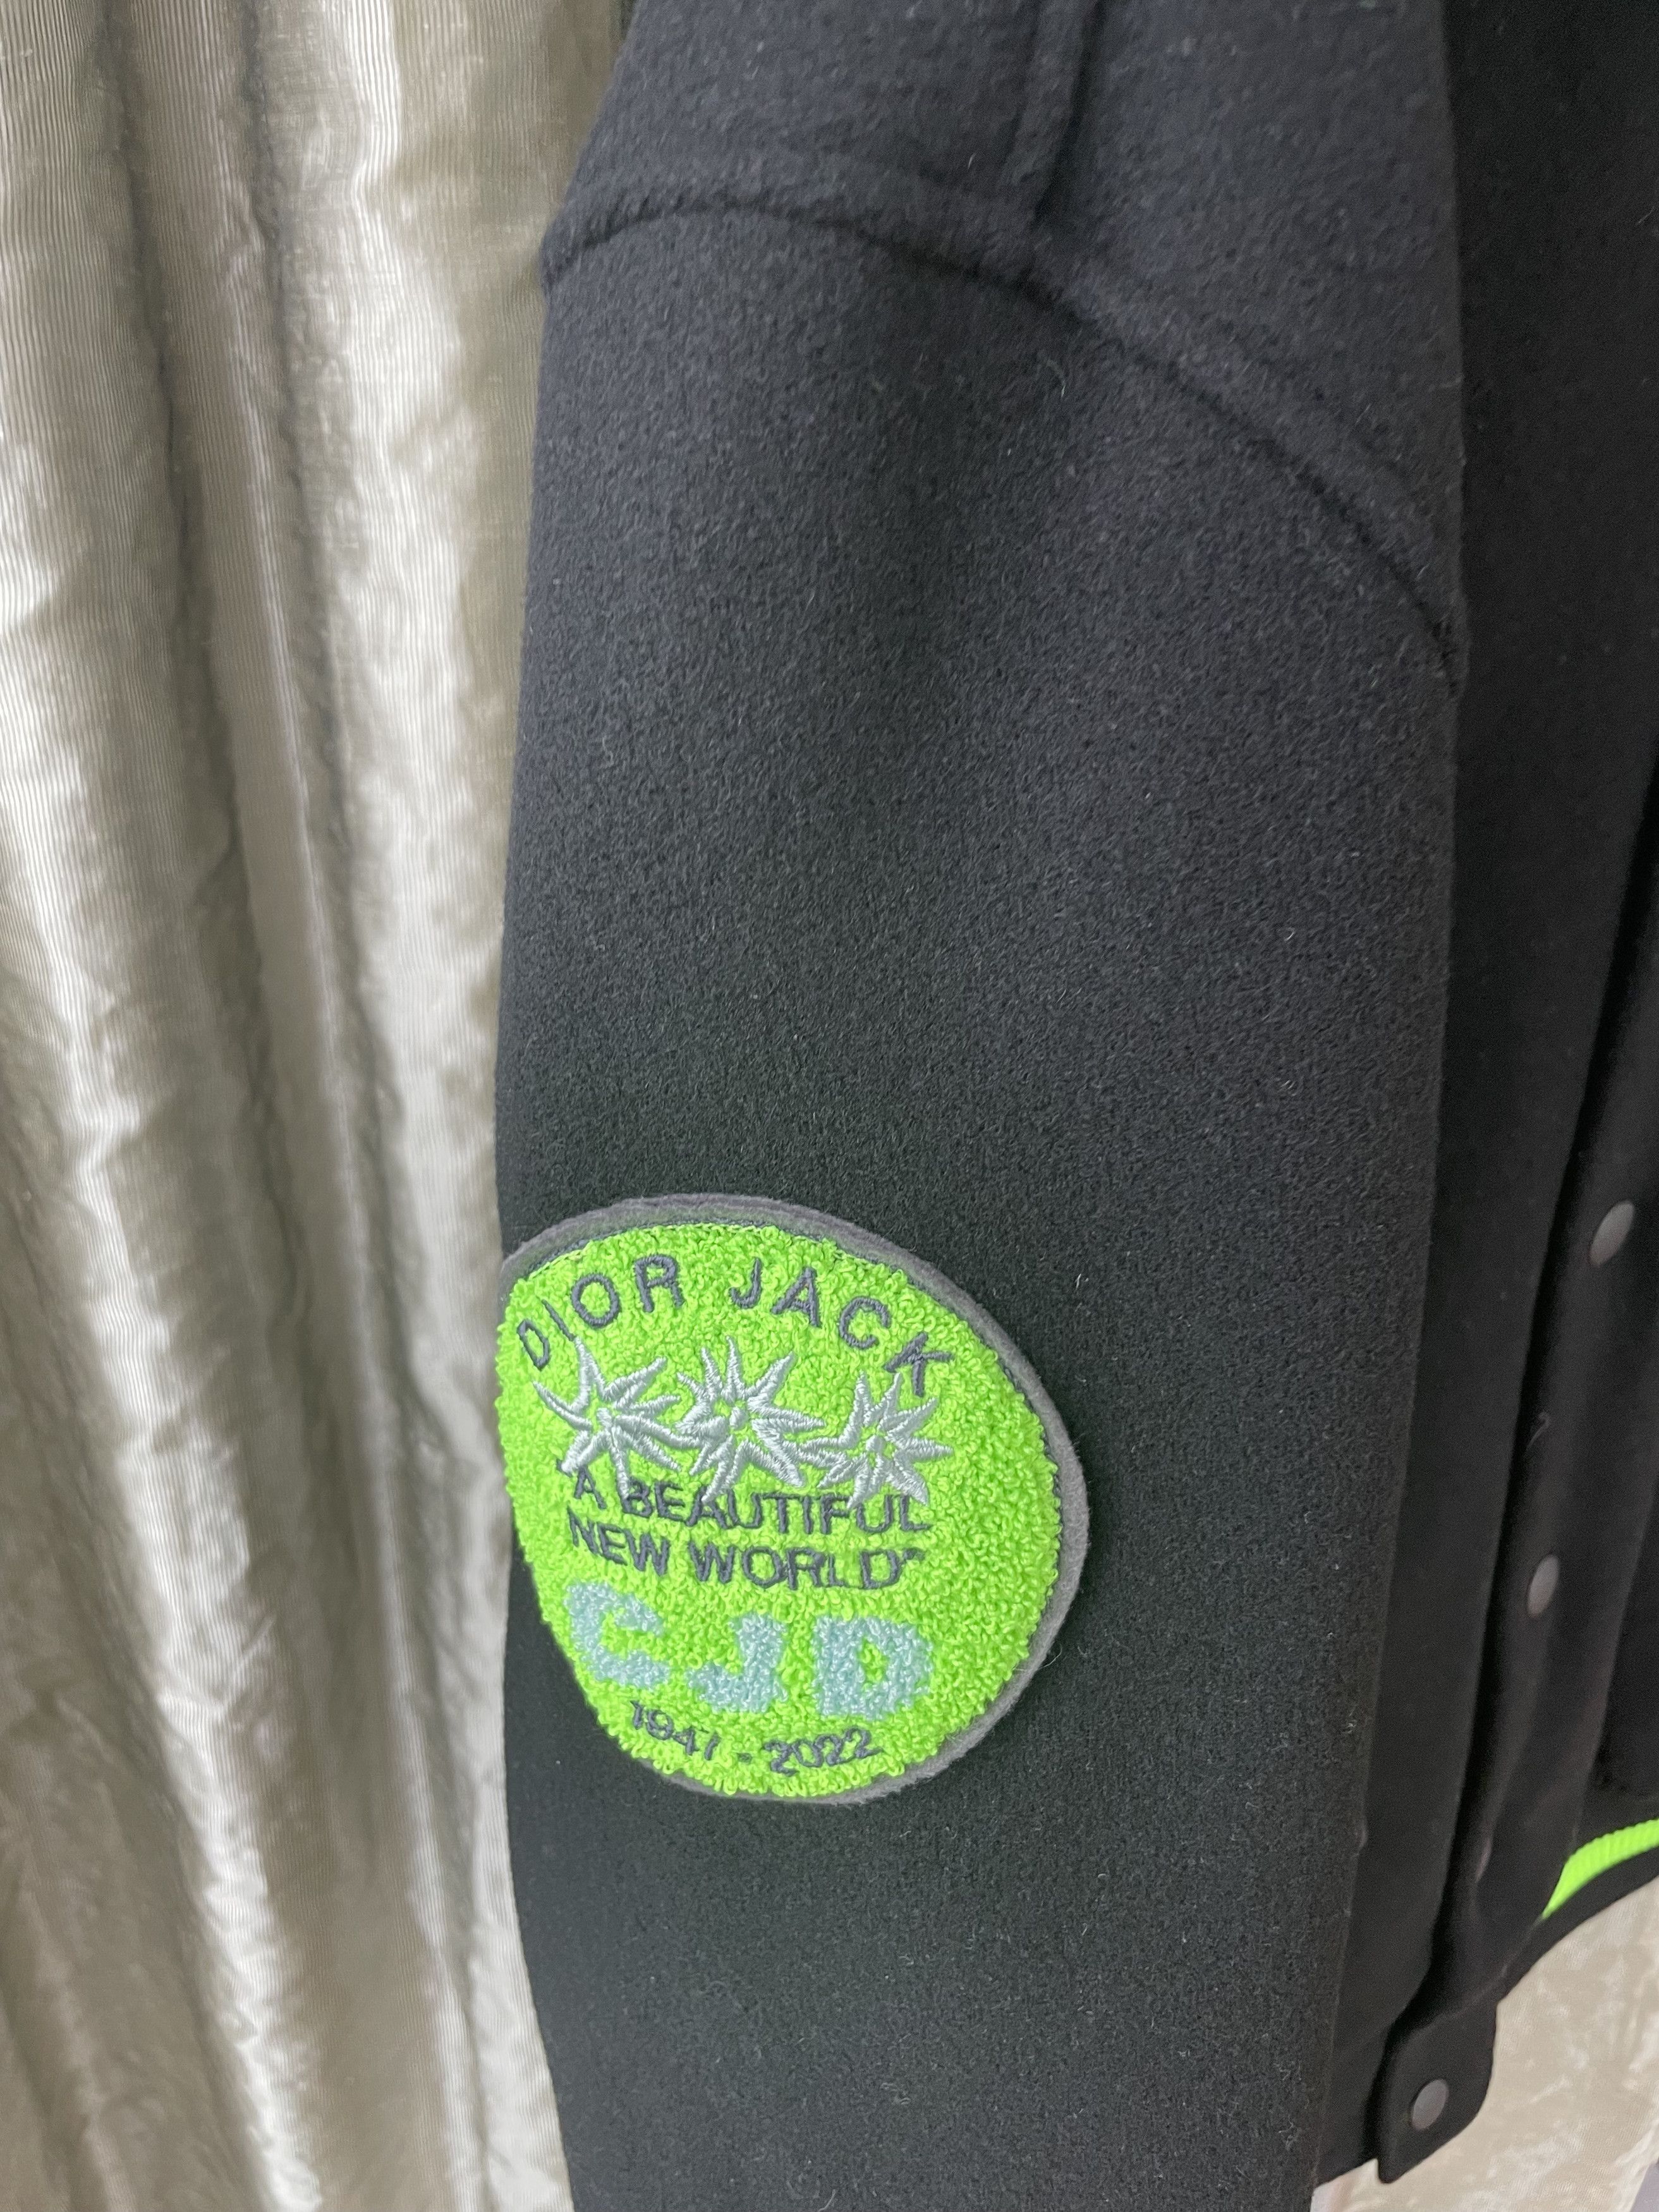 DIOR JACK
"A BEAUTIFUL
NEW WORLD"
CJD
1947 - 2022